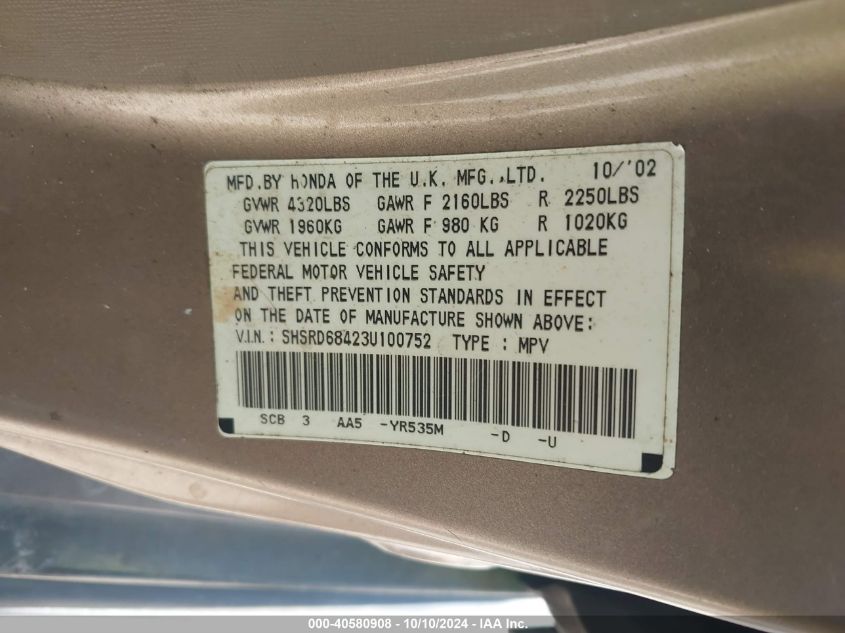 MFD.BY HONDA OF THE U.K. MFG.,LTD. 10/'02
GVWR 4320LBS GAWR F 2160LBS R 2250LBS
GVWR 1960KG GAWR F 980 KG R 1020KG
THIS VEHICLE CONFORMS TO ALL APPLICABLE
FEDERAL MOTOR VEHICLE SAFETY
AND THEFT PREVENTION STANDARDS IN EFFECT
ON THE DATE OF MANUFACTURE SHOWN ABOVE:
V.I.N.: SHSRD68423U100752 TYPE : MPV
SCB 3 AA5 -YR535M -D -U
000-40580908 - 10/10/2024 - IAA Inc.